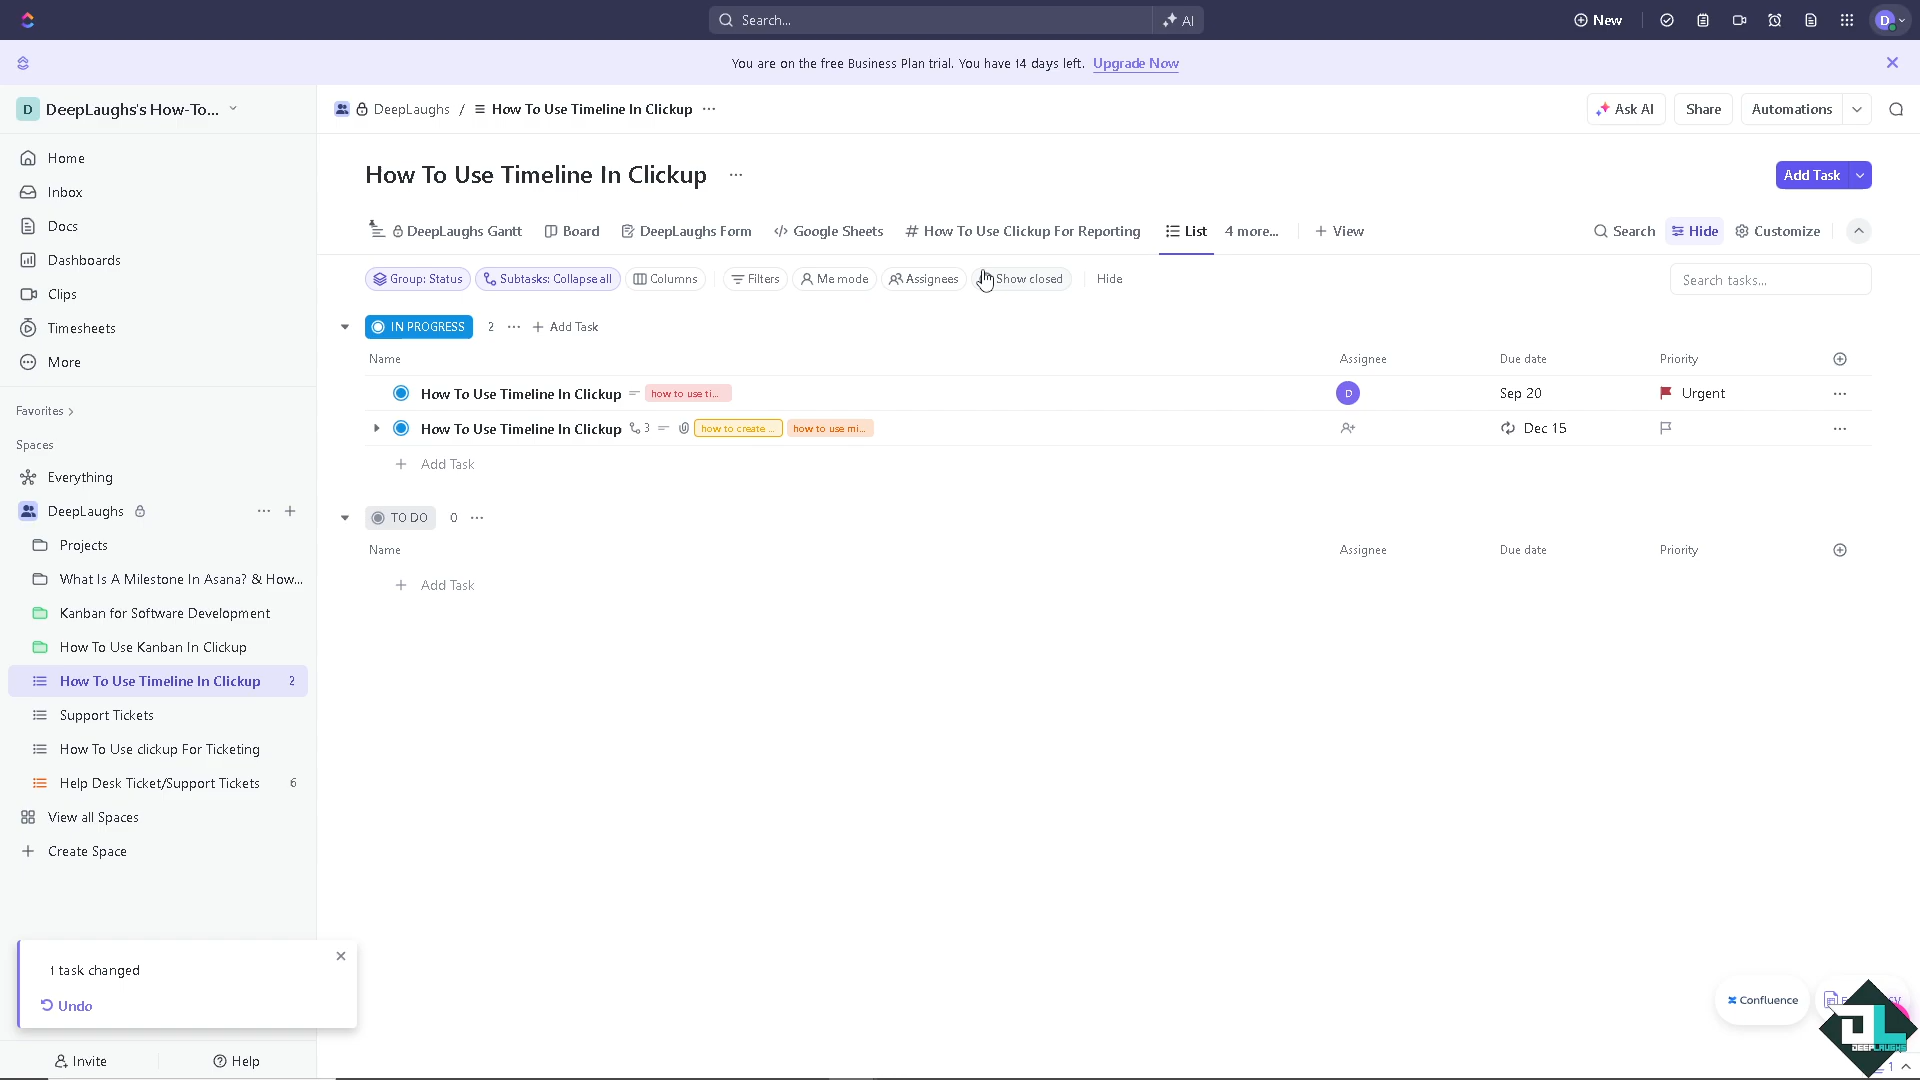 Search...
AI
New
D
You are on the free Business Plan trial. You have 14 days left. Upgrade Now
D DeepLaughs's How-To...
DeepLaughs / How To Use Timeline In Clickup ...
Ask AI
Share
Automations
Home
Inbox
Docs
Dashboards
Clips
Timesheets
More
Favorites
Spaces
Everything
DeepLaughs
Projects
What Is A Milestone In Asana? & How...
Kanban for Software Development
How To Use Kanban In Clickup
How To Use Timeline In Clickup 2
Support Tickets
How To Use clickup For Ticketing
Help Desk Ticket/Support Tickets 6
View all Spaces
Create Space
1 task changed
Undo
Invite
Help
How To Use Timeline In Clickup ...
Add Task
DeepLaughs Gantt
Board
DeepLaughs Form
Google Sheets
How To Use Clickup For Reporting
List
4 more...
+ View
Search
Hide
Customize
Group: Status
Subtasks: Collapse all
Columns
Filters
Me mode
Assignees
Show closed
Hide
Search tasks...
IN PROGRESS 2 ... + Add Task
Name Assignee Due date Priority
How To Use Timeline In Clickup how to use ti... D Sep 20 Urgent ...
How To Use Timeline In Clickup 3 how to create ... how to use mi... Dec 15 ...
+ Add Task
TO DO 0 ...
Name Assignee Due date Priority
+ Add Task
Confluence
DEEPLAUGHS
1